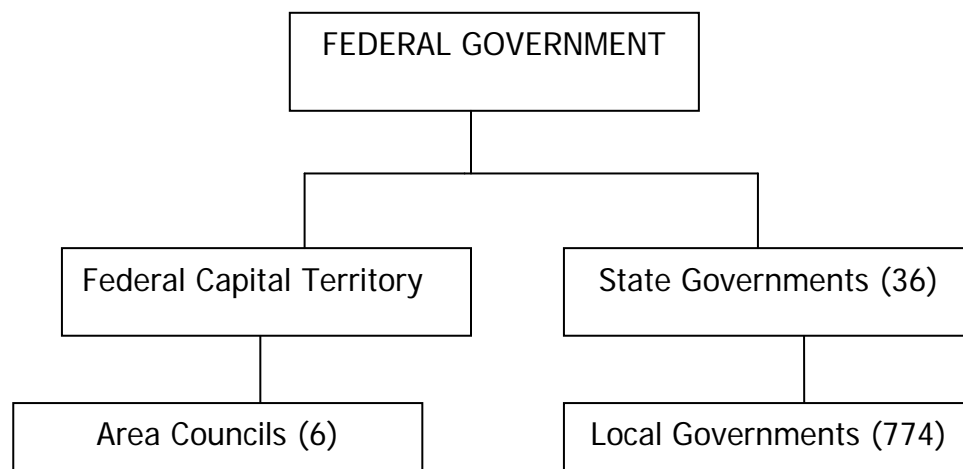 FEDERAL GOVERNMENT
Federal Capital Territory
State Governments (36)
Area Councils (6)
Local Governments (774)